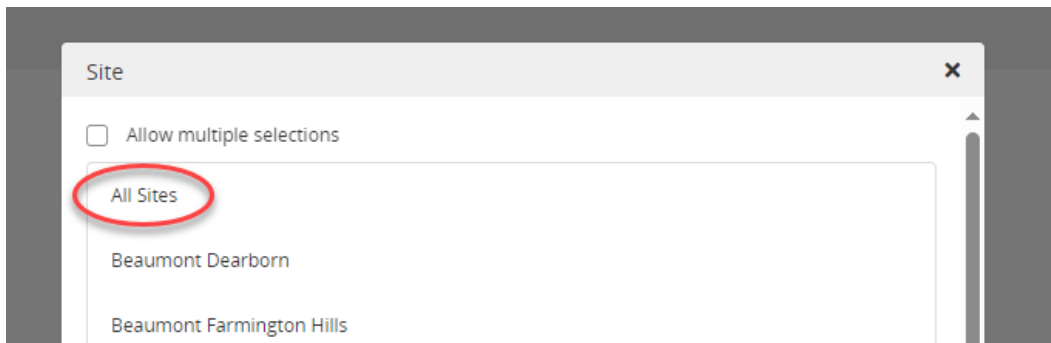 Site
Allow multiple selections
All Sites
Beaumont Dearborn
Beaumont Farmington Hills